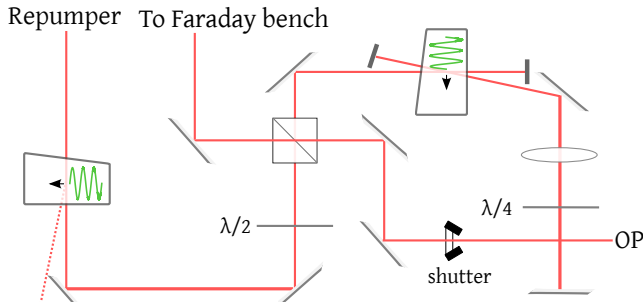 Repumper
To Faraday bench
λ/2
λ/4
OP
shutter